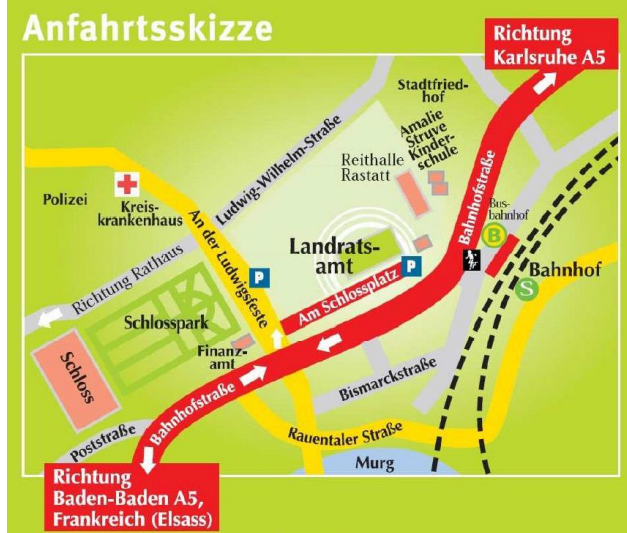 Anfahrtsskizze
Richtung
Karlsruhe A5
Stadtfried-
hof
Amalie
Struve
Kinder-
schule
Ludwig-Wilhelm-Straße
Reithalle
Rastatt
Polizei
Kreis-
krankenhaus
An der Ludwigsfeste
Bahnhofstraße
Bus-
bahnhof
B
Landrats-
amt
P
P
Bahnhof
S
Richtung Rathaus
Am Schlossplatz
Schlosspark
Schloss
Finanz-
amt
Bismarckstraße
Bahnhofstraße
Poststraße
Rauentaler Straße
Murg
Richtung
Baden-Baden A5,
Frankreich (Elsass)